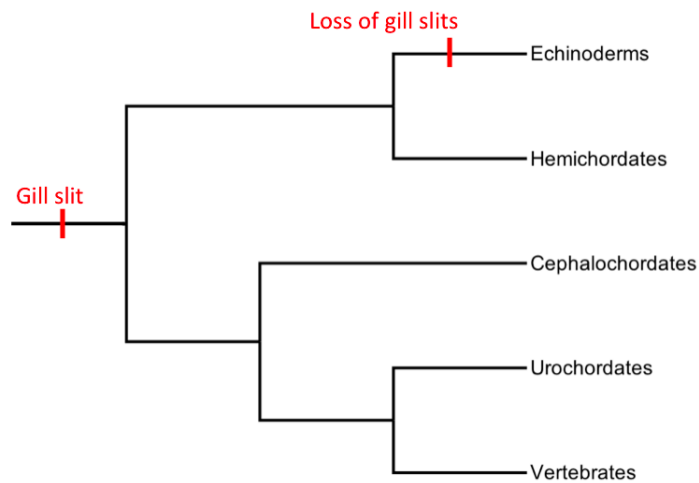 Loss of gill slits
Echinoderms
Hemichordates
Gill slit
Cephalochordates
Urochordates
Vertebrates